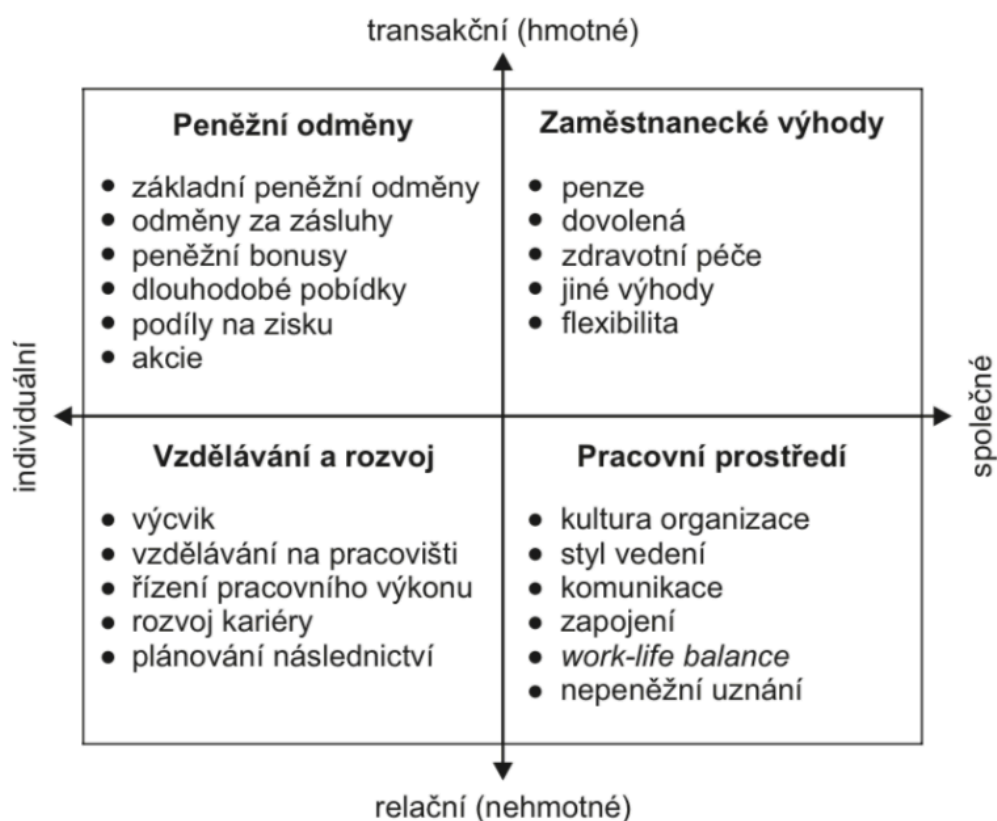 transakční (hmotné)
Peněžní odměny
• základní peněžní odměny
• odměny za zásluhy
• peněžní bonusy
• dlouhodobé pobídky
• podíly na zisku
• akcie
Zaměstnanecké výhody
• penze
• dovolená
• zdravotní péče
• jiné výhody
• flexibilita
individuální
společné
Vzdělávání a rozvoj
• výcvik
• vzdělávání na pracovišti
• řízení pracovního výkonu
• rozvoj kariéry
• plánování následnictví
Pracovní prostředí
• kultura organizace
• styl vedení
• komunikace
• zapojení
• work-life balance
• nepeněžní uznání
relační (nehmotné)